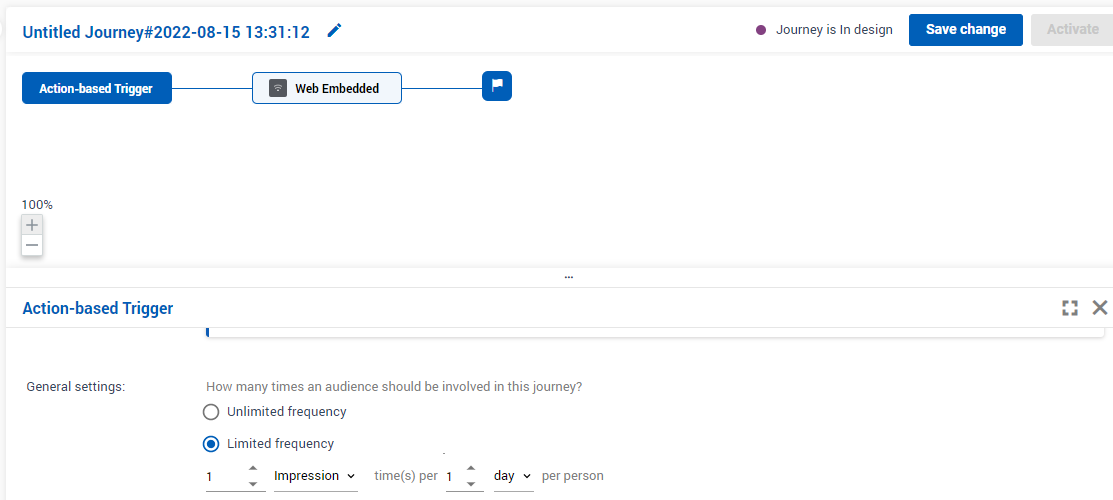 Untitled Journey#2022-08-15 13:31:12
Journey is In design
Save change
Activate
Action-based Trigger
Web Embedded
100%
...
Action-based Trigger
General settings:
How many times an audience should be involved in this journey?
Unlimited frequency
Limited frequency
1 Impression time(s) per 1 day per person